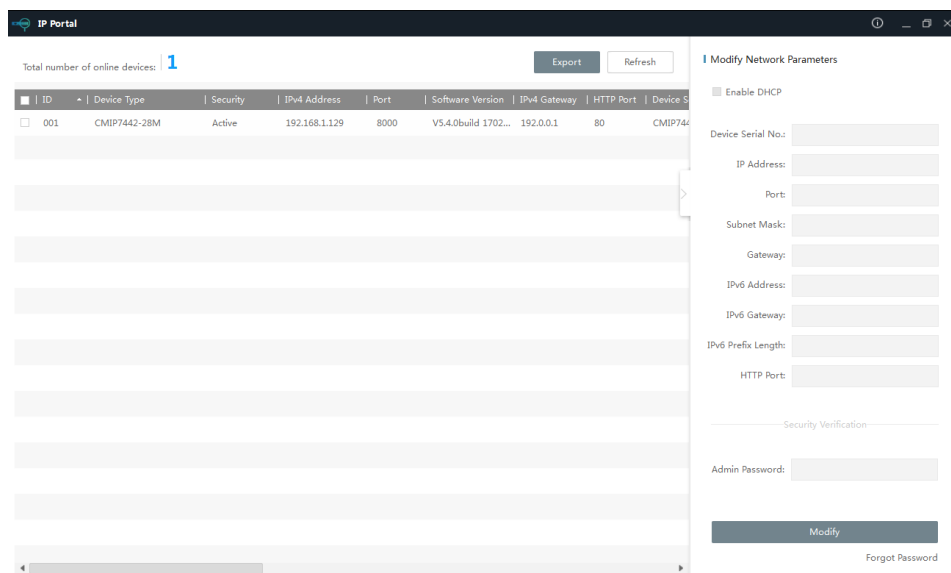 IP Portal
Total number of online devices: 1
Export
Refresh
ID
Device Type
Security
IPv4 Address
Port
Software Version
IPv4 Gateway
HTTP Port
Device S
001
CMIP7442-28M
Active
192.168.1.129
8000
V5.4.0build 1702...
192.0.0.1
80
CMIP744
Modify Network Parameters
Enable DHCP
Device Serial No.:
IP Address:
Port:
Subnet Mask:
Gateway:
IPv6 Address:
IPv6 Gateway:
IPv6 Prefix Length:
HTTP Port:
Security Verification
Admin Password:
Modify
Forgot Password